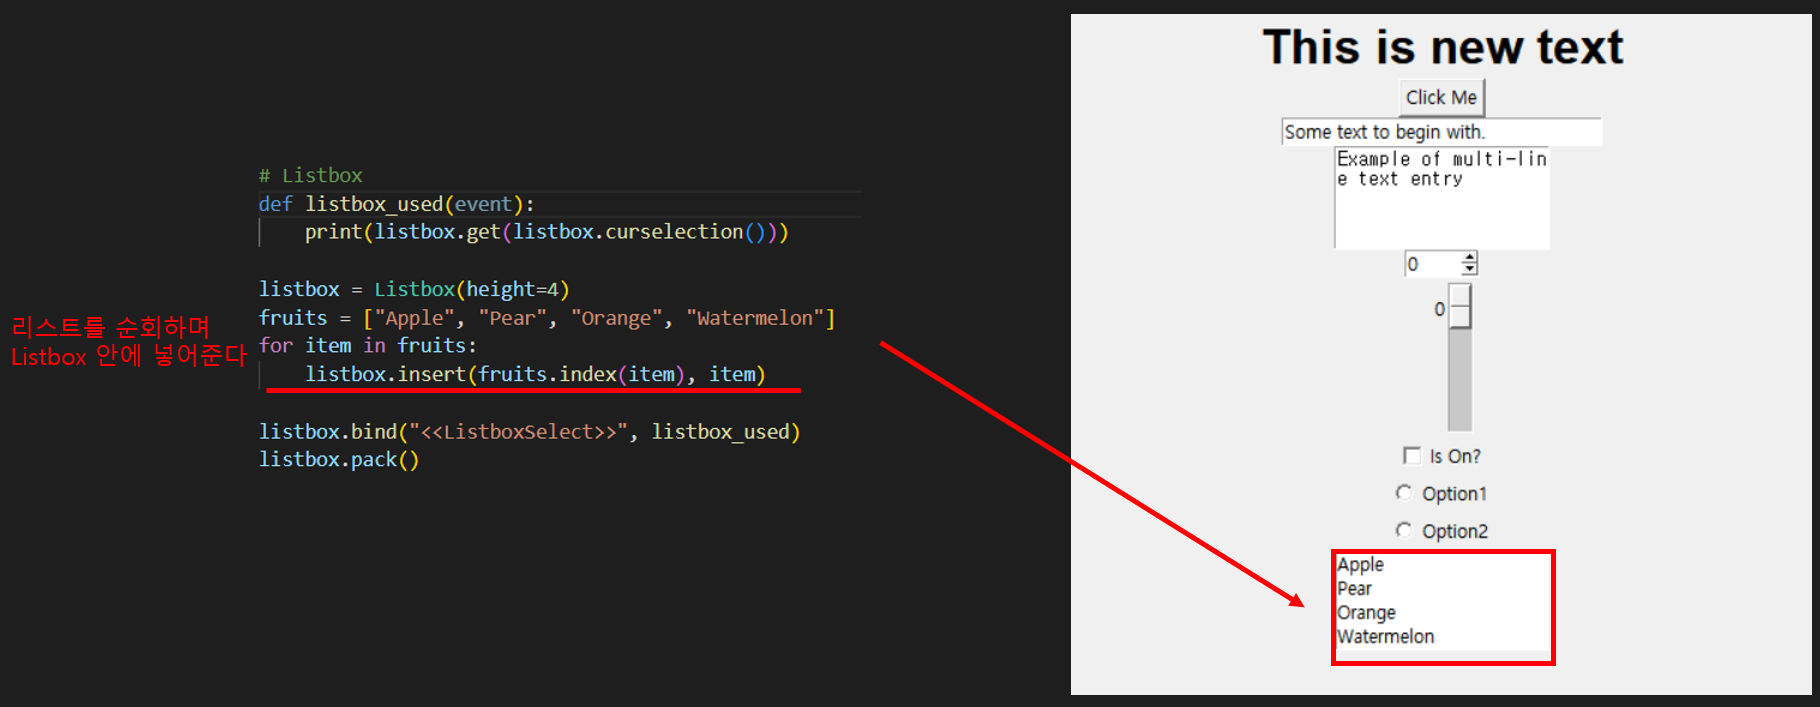 # Listbox
def listbox_used(event):
    print(listbox.get(listbox.curselection()))
listbox = Listbox(height=4)
fruits = ["Apple", "Pear", "Orange", "Watermelon"]
for item in fruits:
    listbox.insert(fruits.index(item), item)
listbox.bind("<<ListboxSelect>>", listbox_used)
listbox.pack()
리스트를 순회하며
Listbox 안에 넣어준다
This is new text
Click Me
Some text to begin with.
Example of multi-lin
e text entry
0
0
Is On?
Option1
Option2
Apple
Pear
Orange
Watermelon